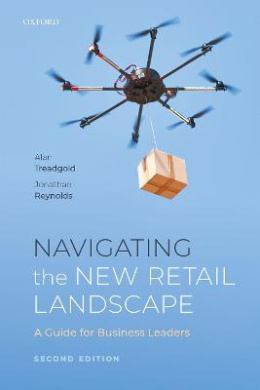 OXFORD
Alan
Treadgold
Jonathan
Reynolds
NAVIGATING
the NEW RETAIL
LANDSCAPE
A Guide for Business Leaders
SECOND EDITION